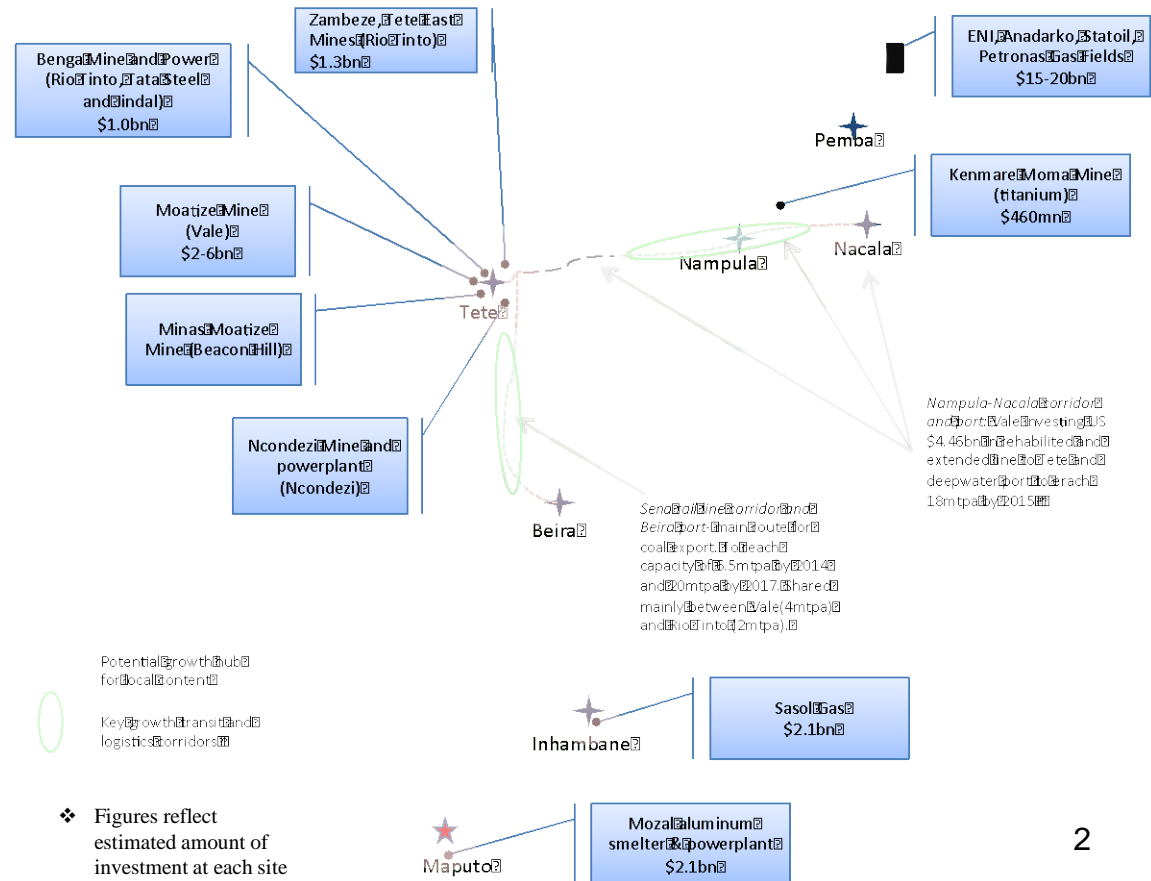 Zambeze, Tete East
Mines (Rio Tinto)
$1.3bn
ENI, Anadarko, Statoil,
Petronas Gas Fields
$15-20bn
Benga Mine and Power
(Rio Tinto, Tata Steel
and Jindal)
$1.0bn
Pemba
Kenmare Moma Mine
(titanium)
$460mn
Moatize Mine
(Vale)
$2-6bn
Nampula
Nacala
Tete
Minas Moatize
Mine (Beacon Hill)
Ncondezi Mine and
powerplant
(Ncondezi)
Nampula-Nacala corridor
and port: Vale investing US
$4.46bn in rehabilited and
extended line to Tete and
deepwater port to erach
18mtpa by 2015
Beira
Sena rail line corridor and
Beira port - main route for
coal export. To reach
capacity of 6.5mtpa by 2014
and 20mtpa by 2017. Shared
mainly between Vale (4mtpa)
and Rio Tinto (2mtpa).
Potential growth hub
for local content
Key growth transit and
logistics corridors
Sasol Gas
$2.1bn
Inhambane
❖ Figures reflect
estimated amount of
investment at each site
Maputo
Mozal aluminum
smelter & powerplant
$2.1bn
2